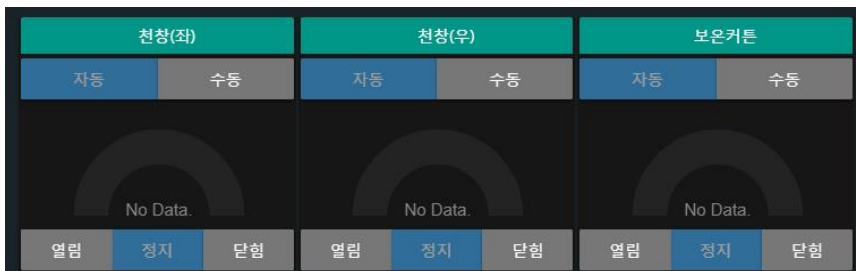 천창(좌) 천창(우) 보온커튼
자동 수동 자동 수동 자동 수동
No Data. No Data. No Data.
열림 정지 닫힘 열림 정지 닫힘 열림 정지 닫힘